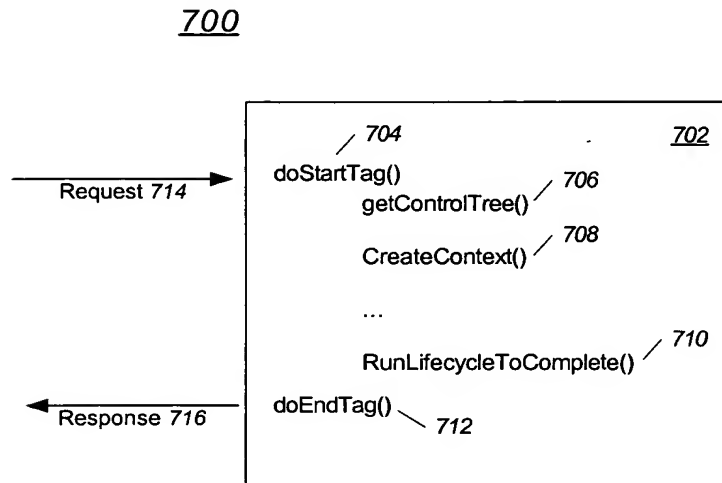 700
704
702
doStartTag()
Request 714
706
getControlTree()
708
CreateContext()
...
710
RunLifecycleToComplete()
doEndTag()
Response 716
712